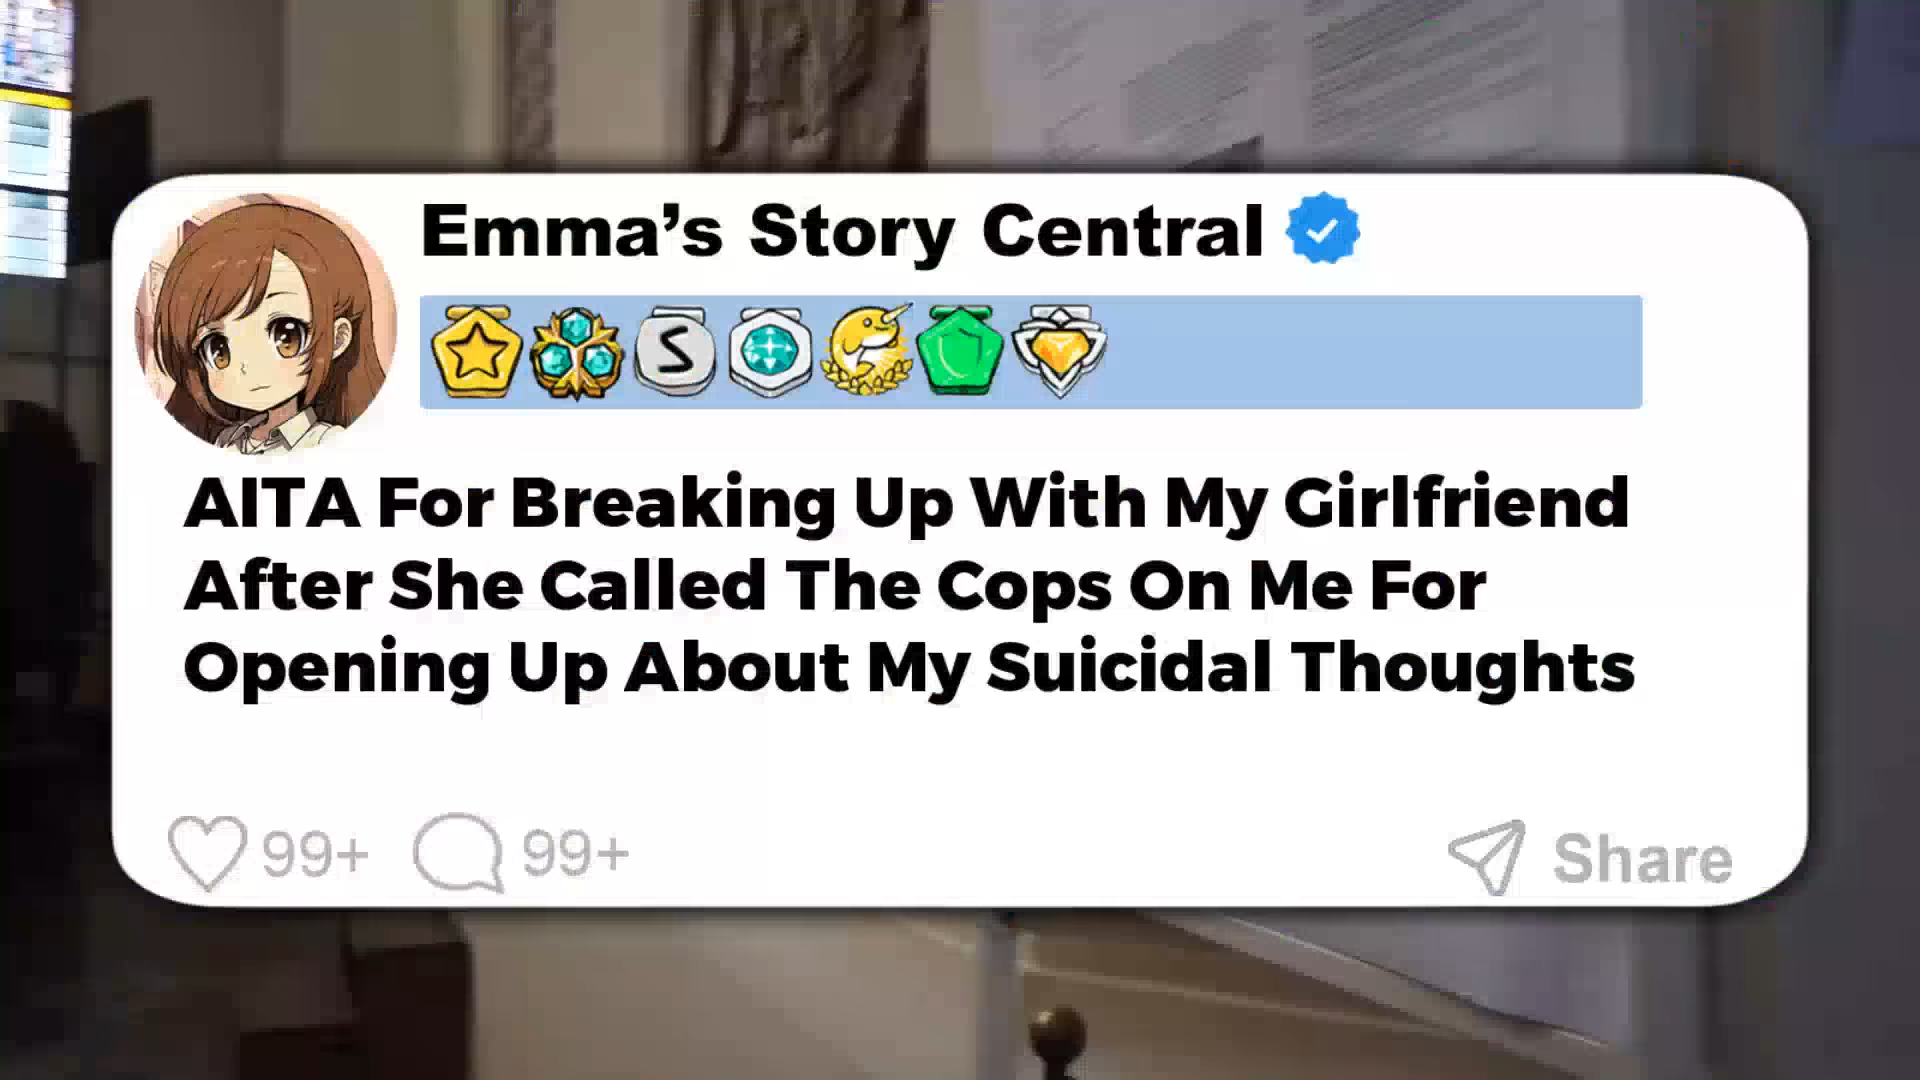 Emma’s Story Central
S
AITA For Breaking Up With My Girlfriend
After She Called The Cops On Me For
Opening Up About My Suicidal Thoughts
99+ 99+ Share